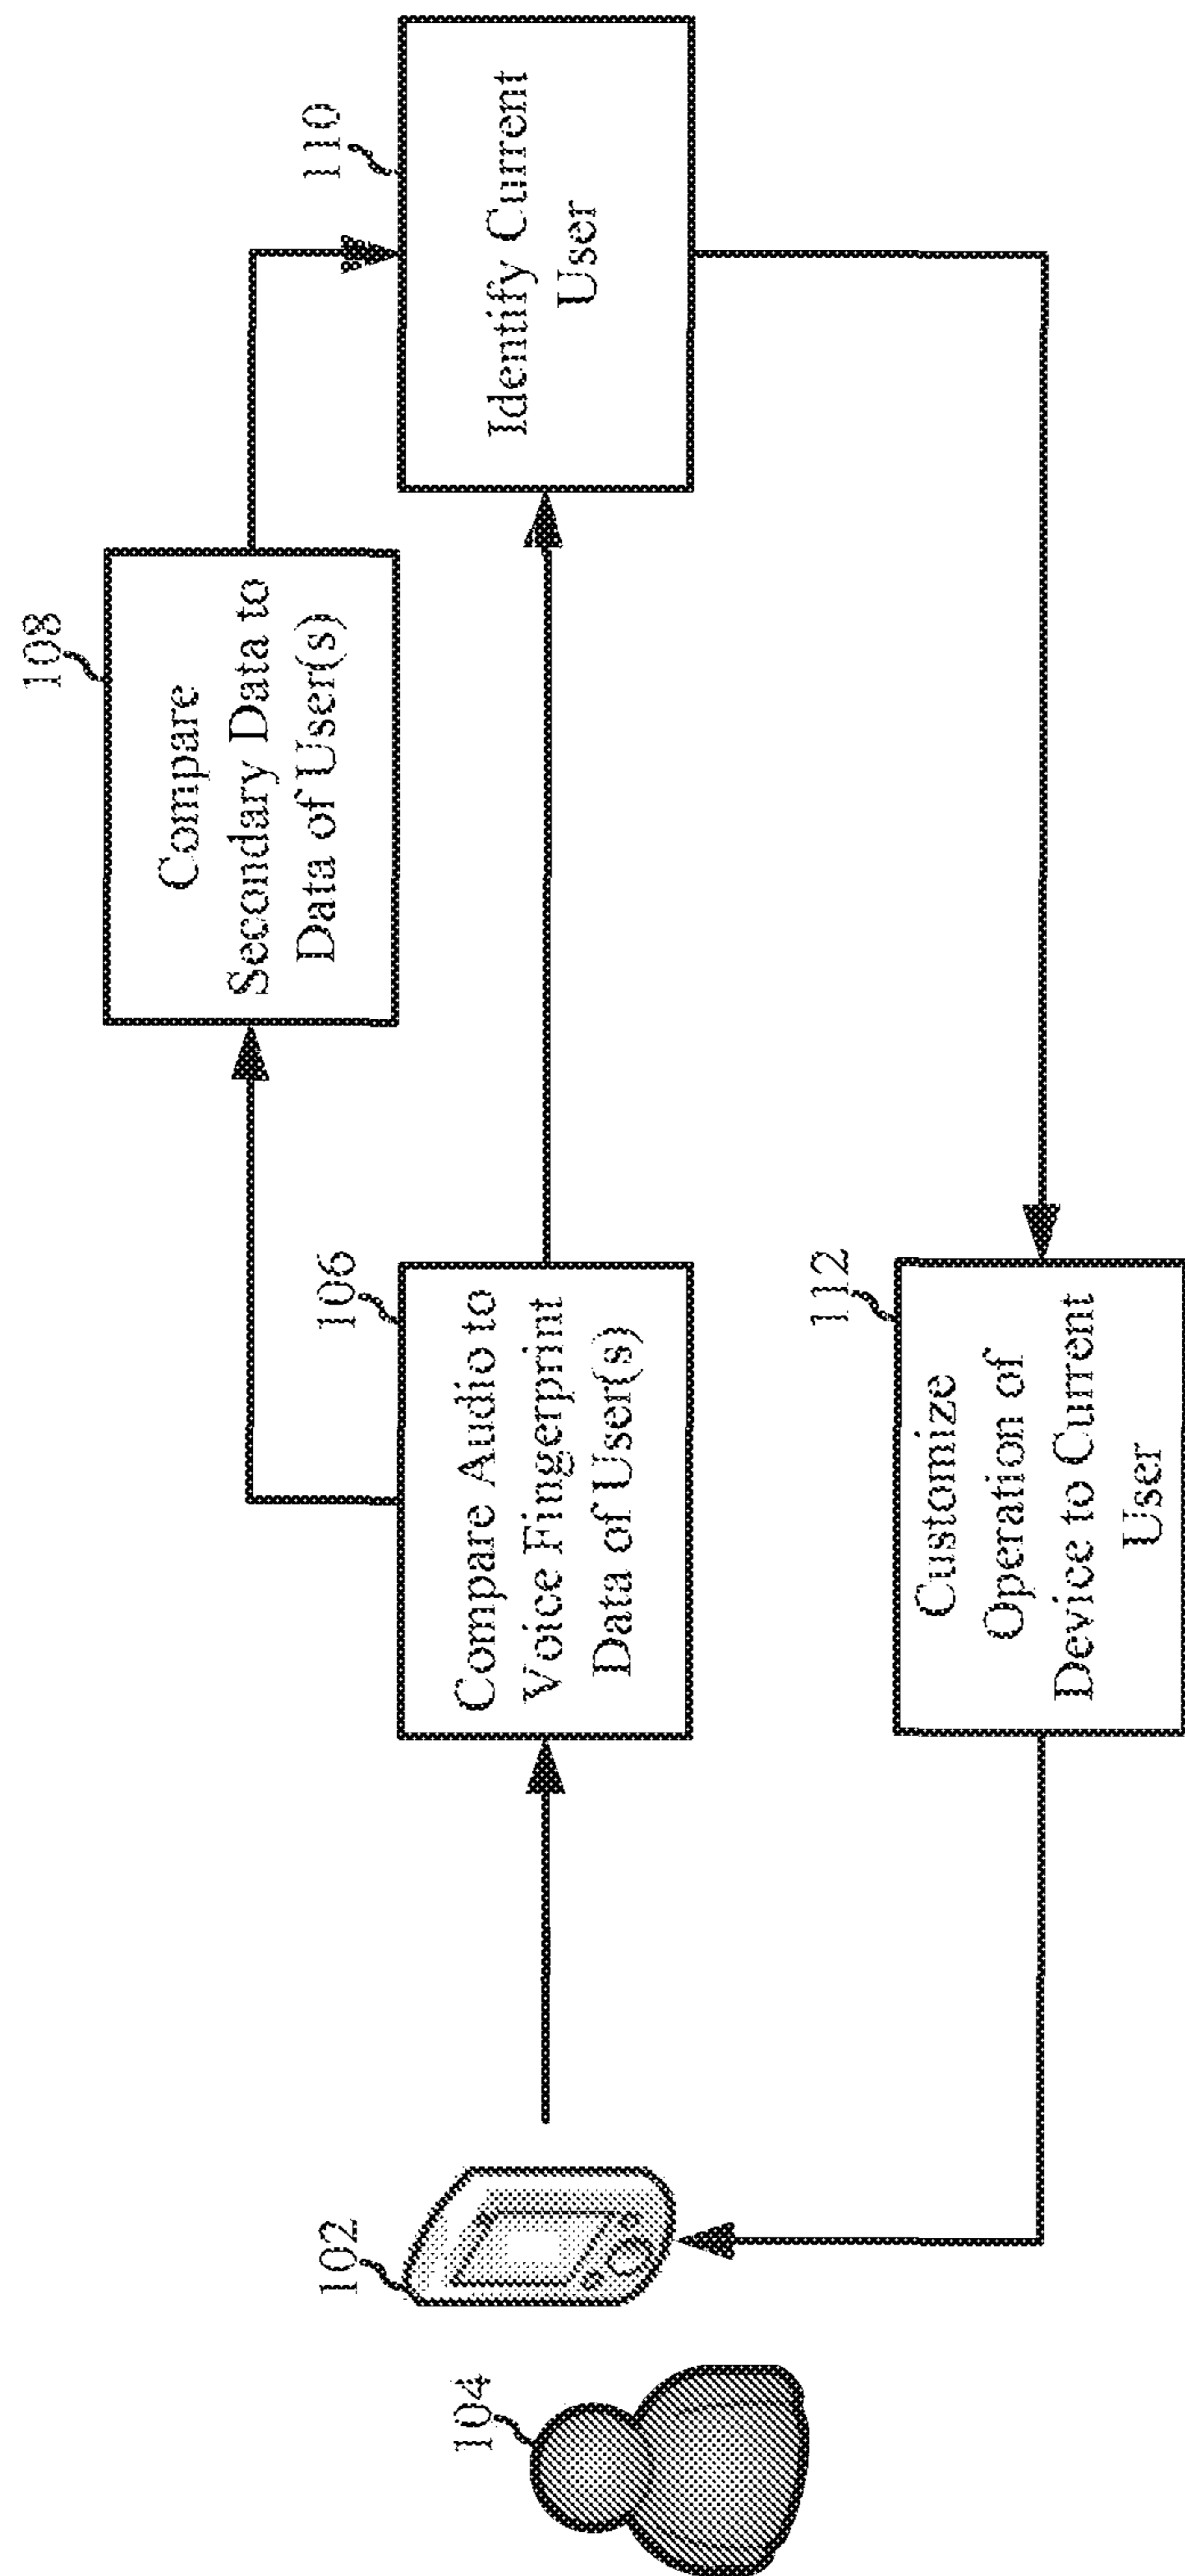 104
102
106
Compare Audio to
Voice Fingerprint
Data of User(s)
108
Compare
Secondary Data to
Data of User(s)
110
Identify Current
User
112
Customize
Operation of
Device to Current
User